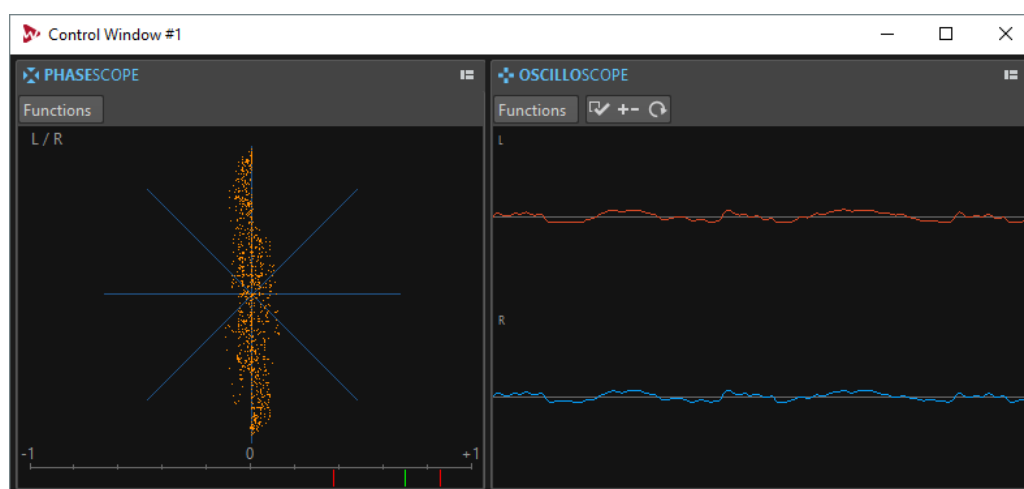 Control Window #1
PHASESCOPE
OSCILLOSCOPE
Functions
Functions
L / R
L
R
-1
0
+1